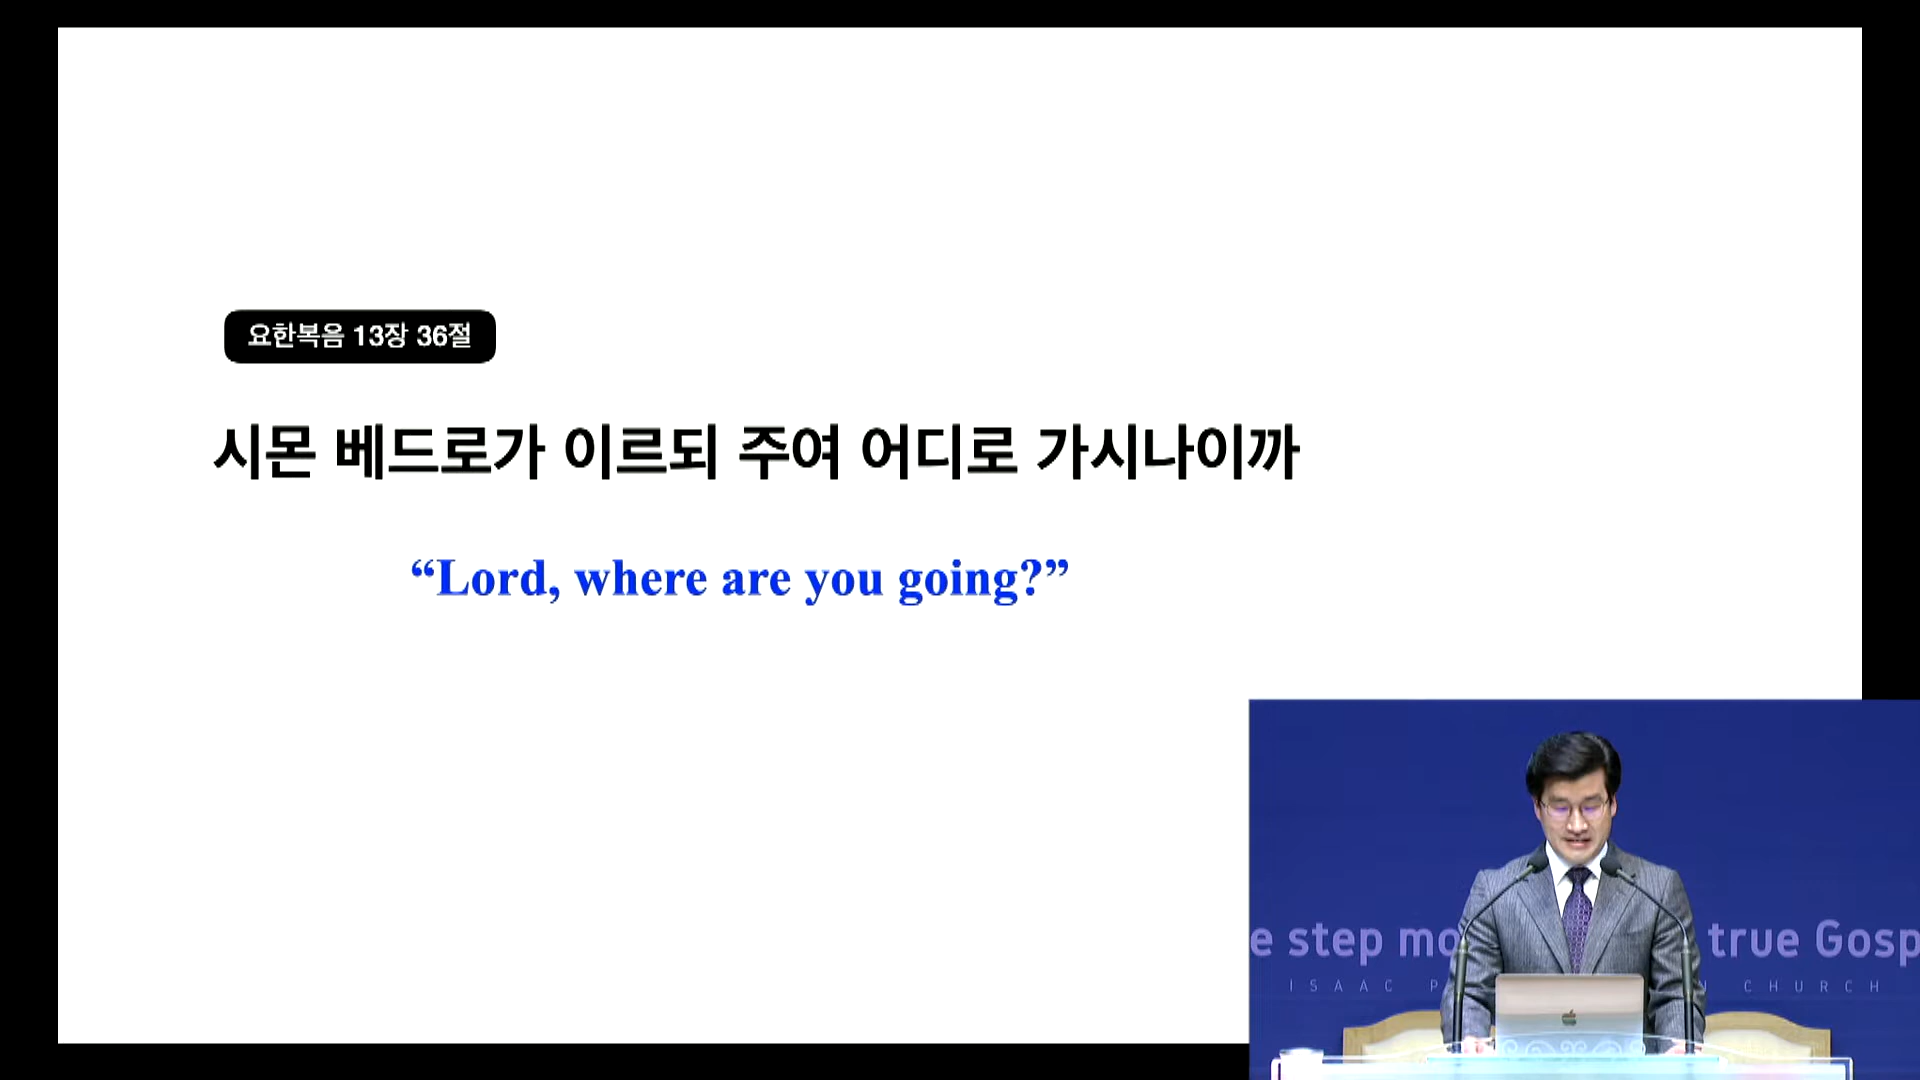 요한복음 13장 36절
시몬 베드로가 이르되 주여 어디로 가시나이까
“Lord, where are you going?”
e step mo true Gosp
ISAAC P N CHURCH